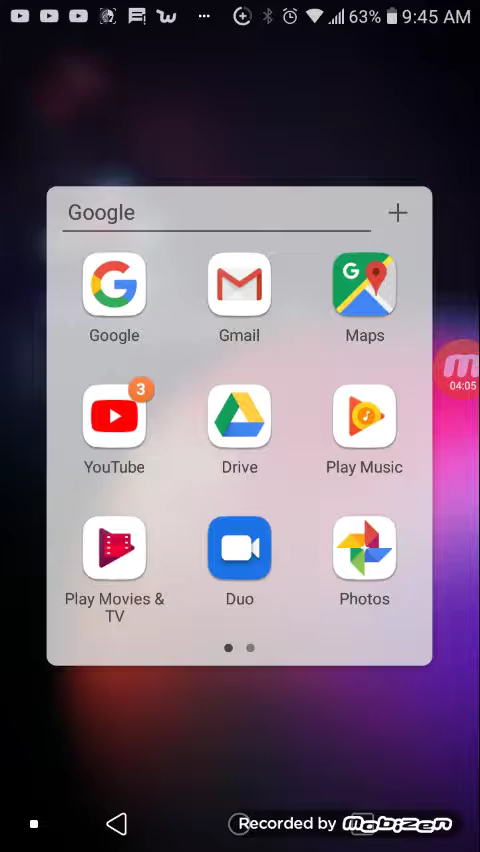 63% 9:45 AM
Google +
G
Google Gmail Maps
3
YouTube Drive Play Music
Play Movies & Duo Photos
TV
04:05
Recorded by Mobizen